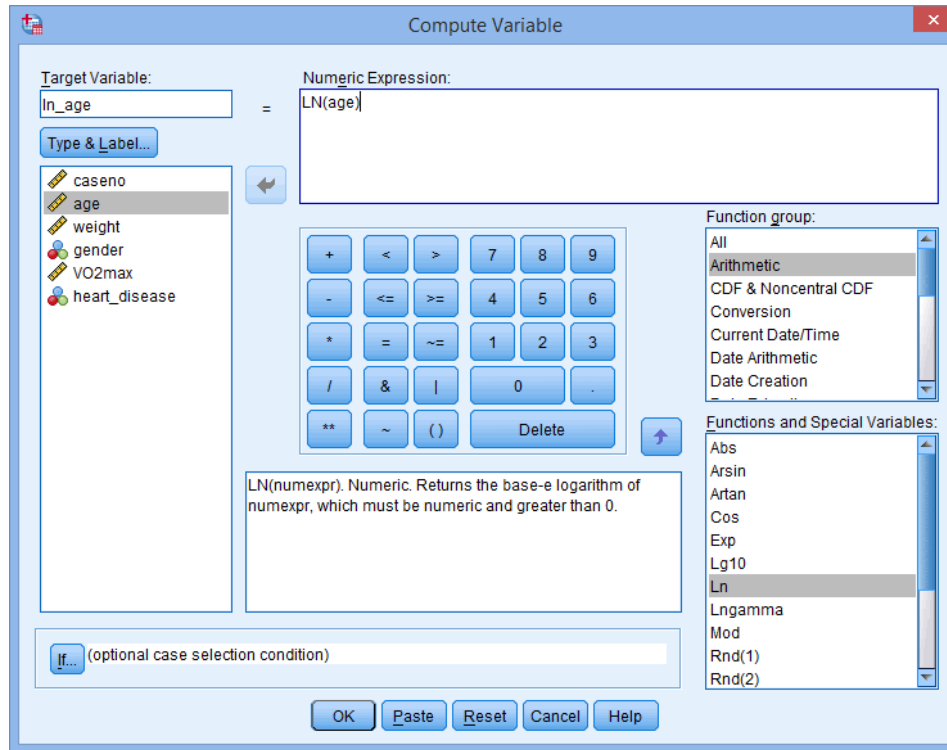 Compute Variable
Target Variable:
ln_age
=
Numeric Expression:
LN(age)
Type & Label...
caseno
age
weight
gender
VO2max
heart_disease
+ < > 7 8 9
- <= >= 4 5 6
* = ~= 1 2 3
/ & | 0 .
** ~ ( ) Delete
LN(numexpr). Numeric. Returns the base-e logarithm of
numexpr, which must be numeric and greater than 0.
Function group:
All
Arithmetic
CDF & Noncentral CDF
Conversion
Current Date/Time
Date Arithmetic
Date Creation
Functions and Special Variables:
Abs
Arsin
Artan
Cos
Exp
Lg10
Ln
Lngamma
Mod
Rnd(1)
Rnd(2)
If... (optional case selection condition)
OK Paste Reset Cancel Help